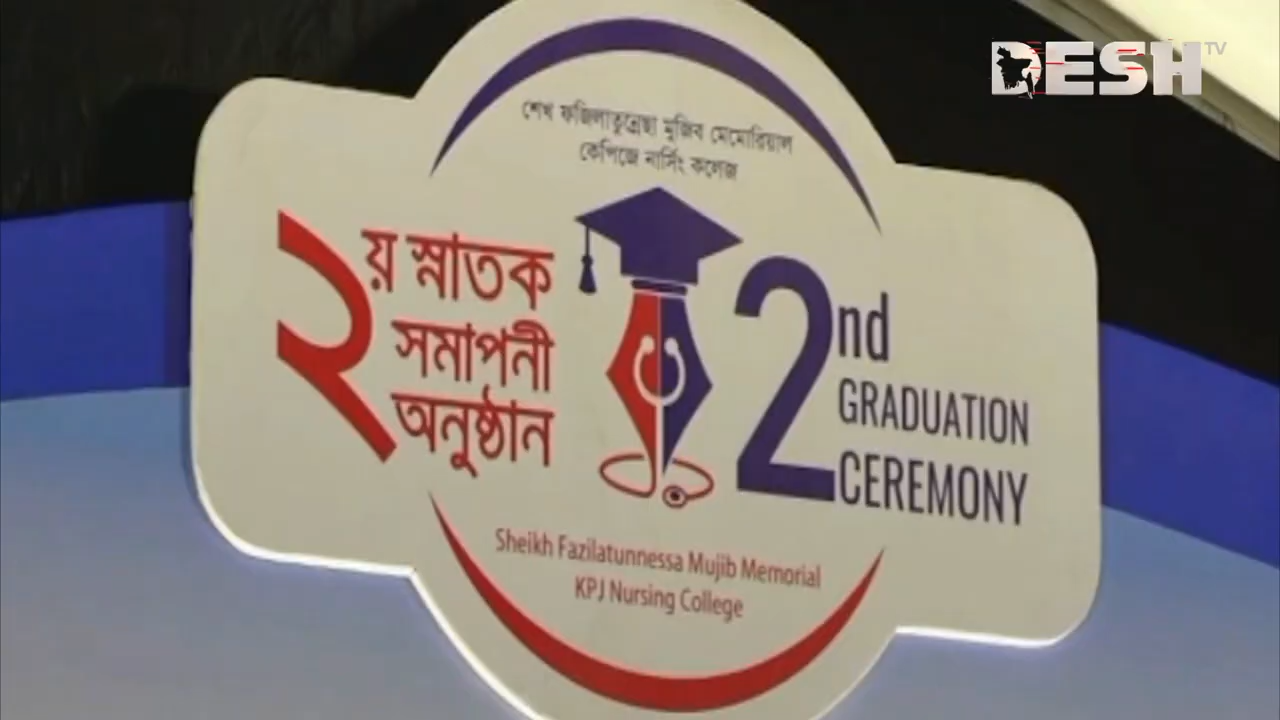 DESH TV
শেখ ফজিলাতুন্নেছা মুজিব মেমোরিয়াল
কেপিজে নার্সিং কলেজ
২য় স্নাতক
সমাপনী
অনুষ্ঠান
2nd
GRADUATION
CEREMONY
Sheikh Fazilatunnessa Mujib Memorial
KPJ Nursing College